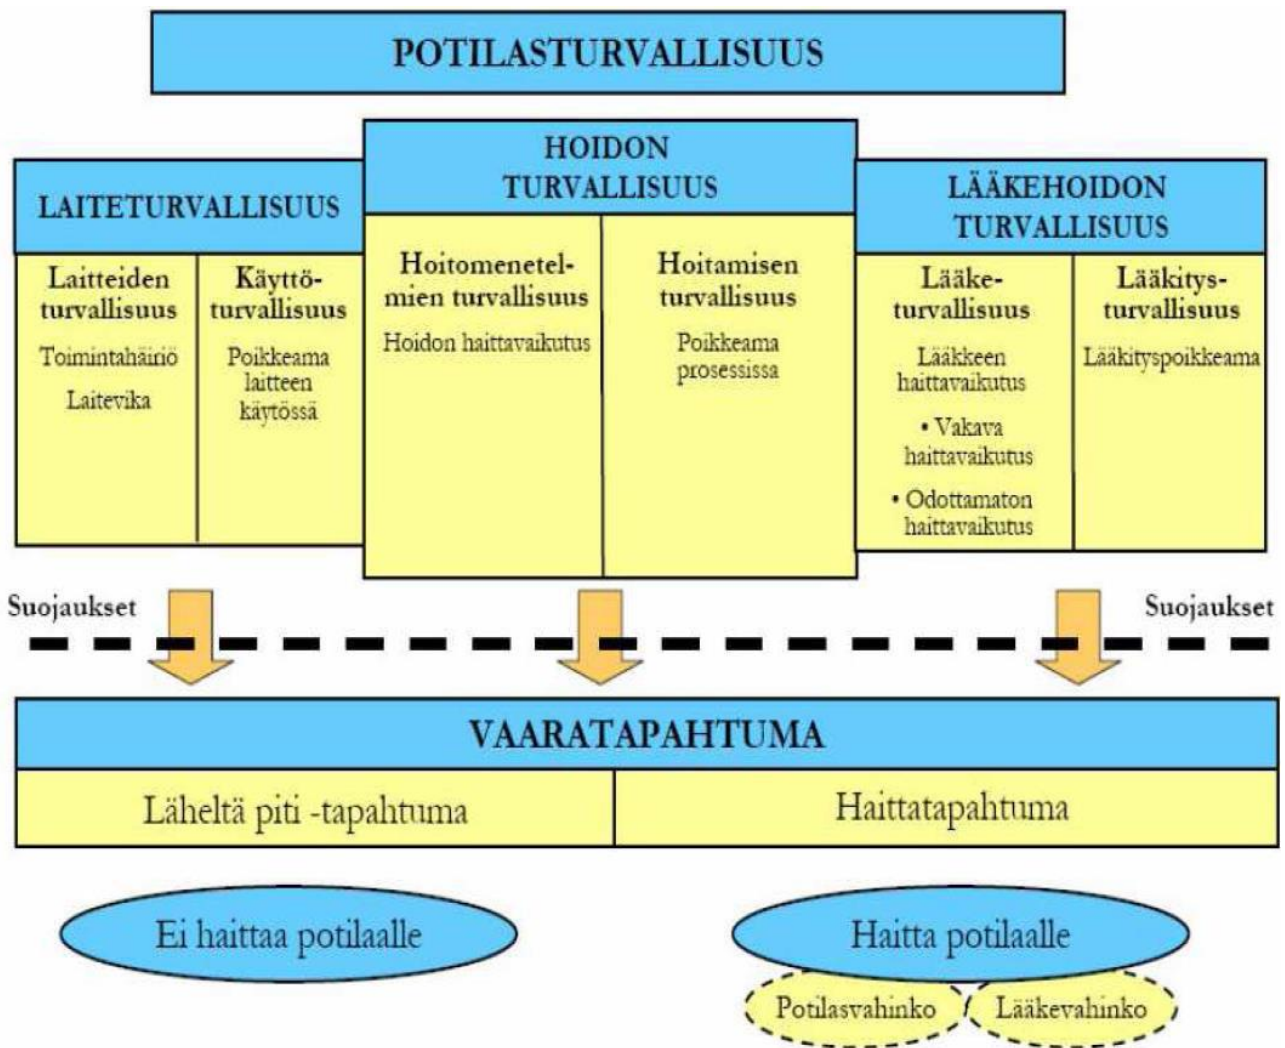 POTILASTURVALLISUUS
LAITETURVALLISUUS
Laitteiden
turvallisuus
Toimintahäiriö
Laitevika
Käyttö-
turvallisuus
Poikkeama
laitteen
käytössä
HOIDON
TURVALLISUUS
Hoitomenetel-
mien turvallisuus
Hoidon haittavaikutus
Hoitamisen
turvallisuus
Poikkeama
prosessissa
LÄÄKEHOIDON
TURVALLISUUS
Lääke-
turvallisuus
Lääkkeen
haittavaikutus
• Vakava
haittavaikutus
• Odottamaton
haittavaikutus
Lääkitys-
turvallisuus
Lääkityspoikkeama
Suojaukset
Suojaukset
VAARATAPAHTUMA
Läheltä piti -tapahtuma
Haittatapahtuma
Ei haittaa potilaalle
Haitta potilaalle
Potilasvahinko
Lääkevahinko